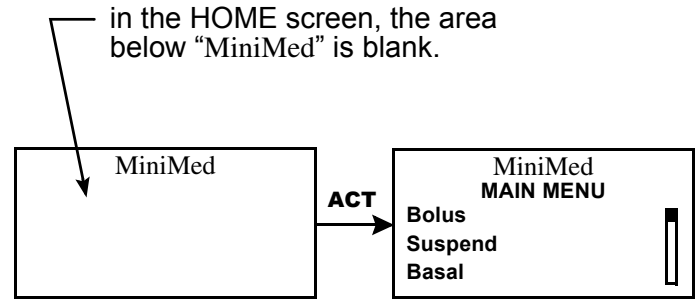 in the HOME screen, the area
below “MiniMed” is blank.
MiniMed
ACT
MiniMed
MAIN MENU
Bolus
Suspend
Basal